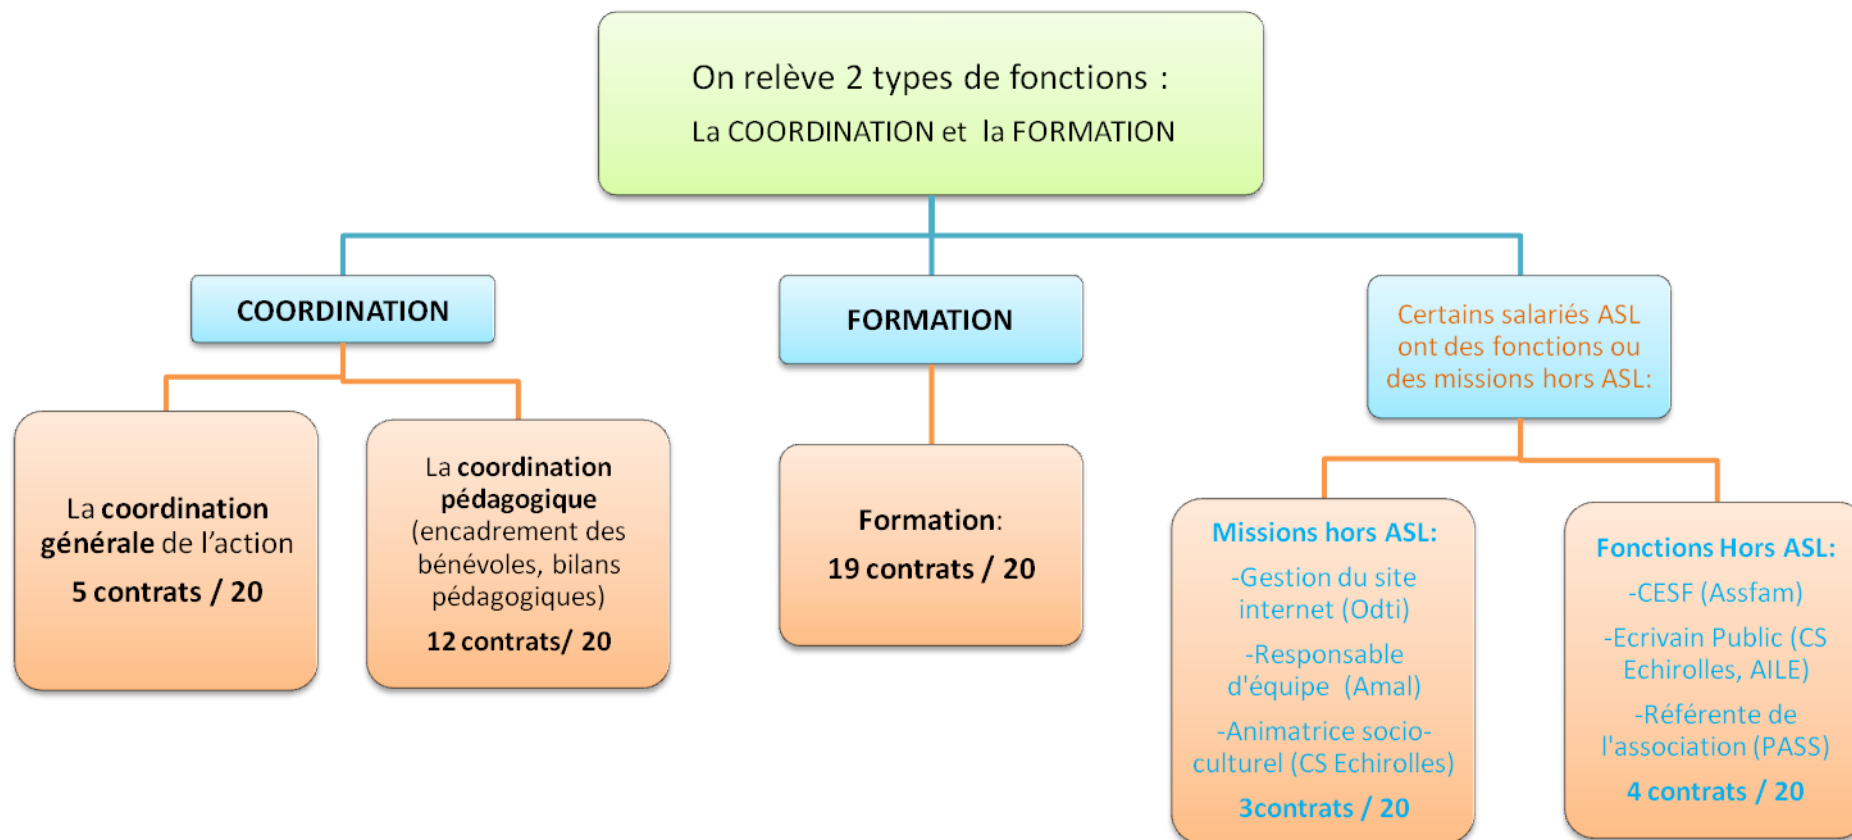 On relève 2 types de fonctions :
La COORDINATION et la FORMATION
COORDINATION
La coordination
générale de l'action
5 contrats / 20
La coordination
pédagogique
(encadrement des
bénévoles, bilans
pédagogiques)
12 contrats/ 20
FORMATION
Formation:
19 contrats / 20
Certains salariés ASL
ont des fonctions ou
des missions hors ASL:
Missions hors ASL:
-Gestion du site
internet (Odti)
-Responsable
d'équipe (Amal)
-Animatrice socio-
culturel (CS Echirolles)
3contrats / 20
Fonctions Hors ASL:
-CESF (Assfam)
-Ecrivain Public (CS
Echirolles, AILE)
-Référente de
l'association (PASS)
4 contrats / 20